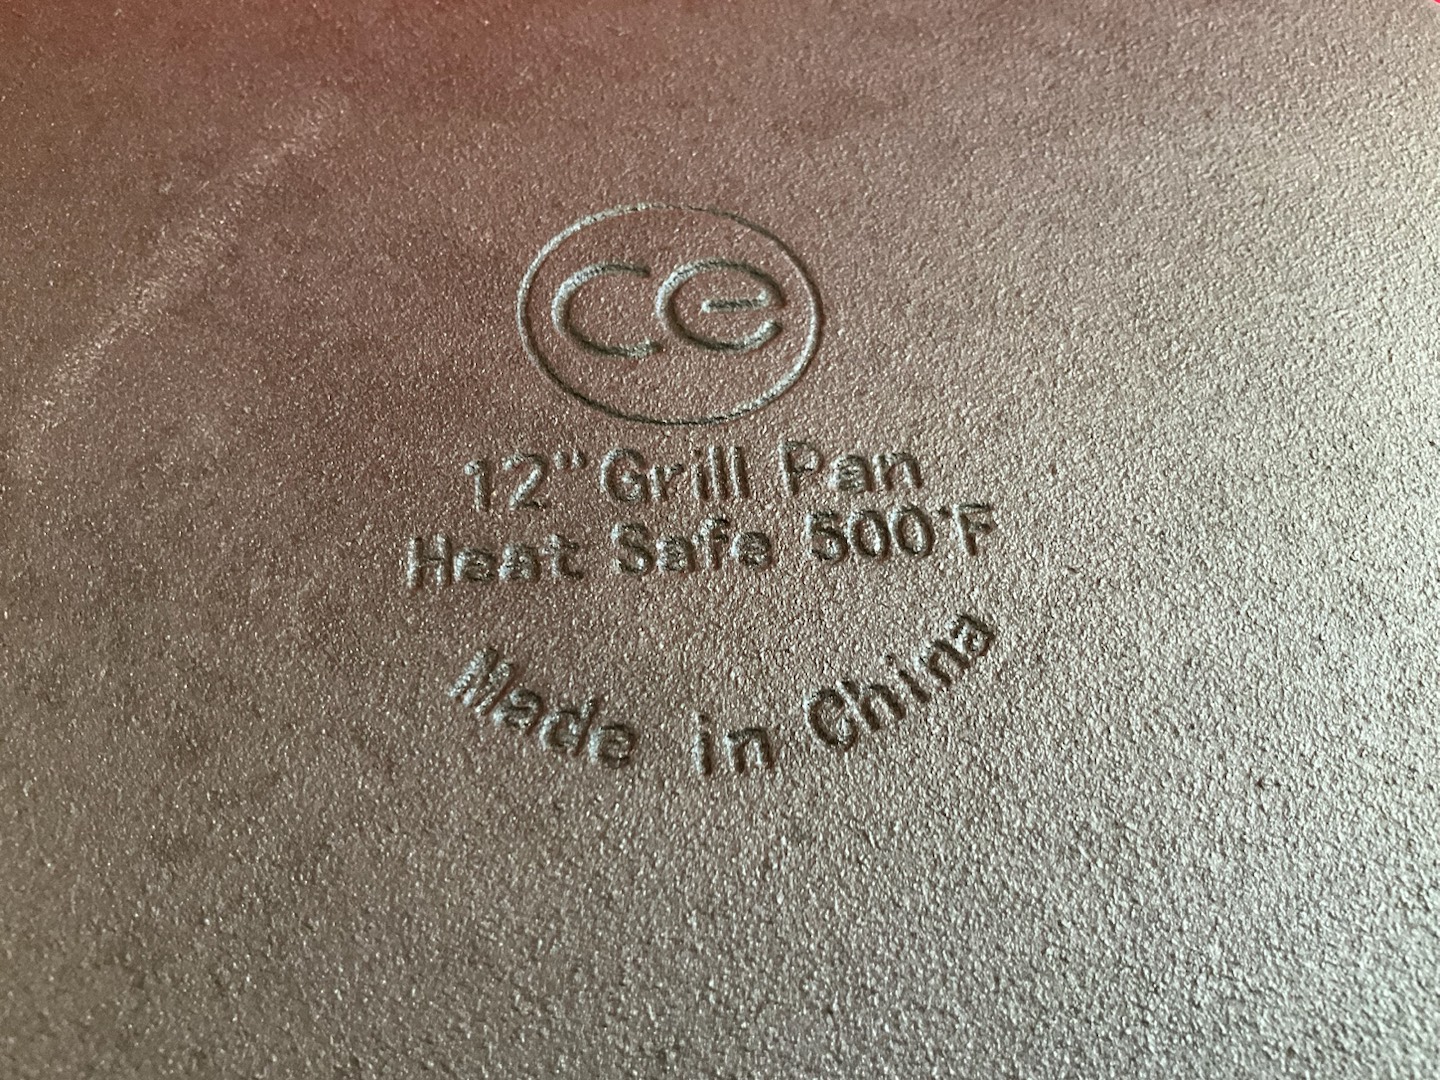 ce
12" Grill Pan
Heat Safe 500°F
Made in China